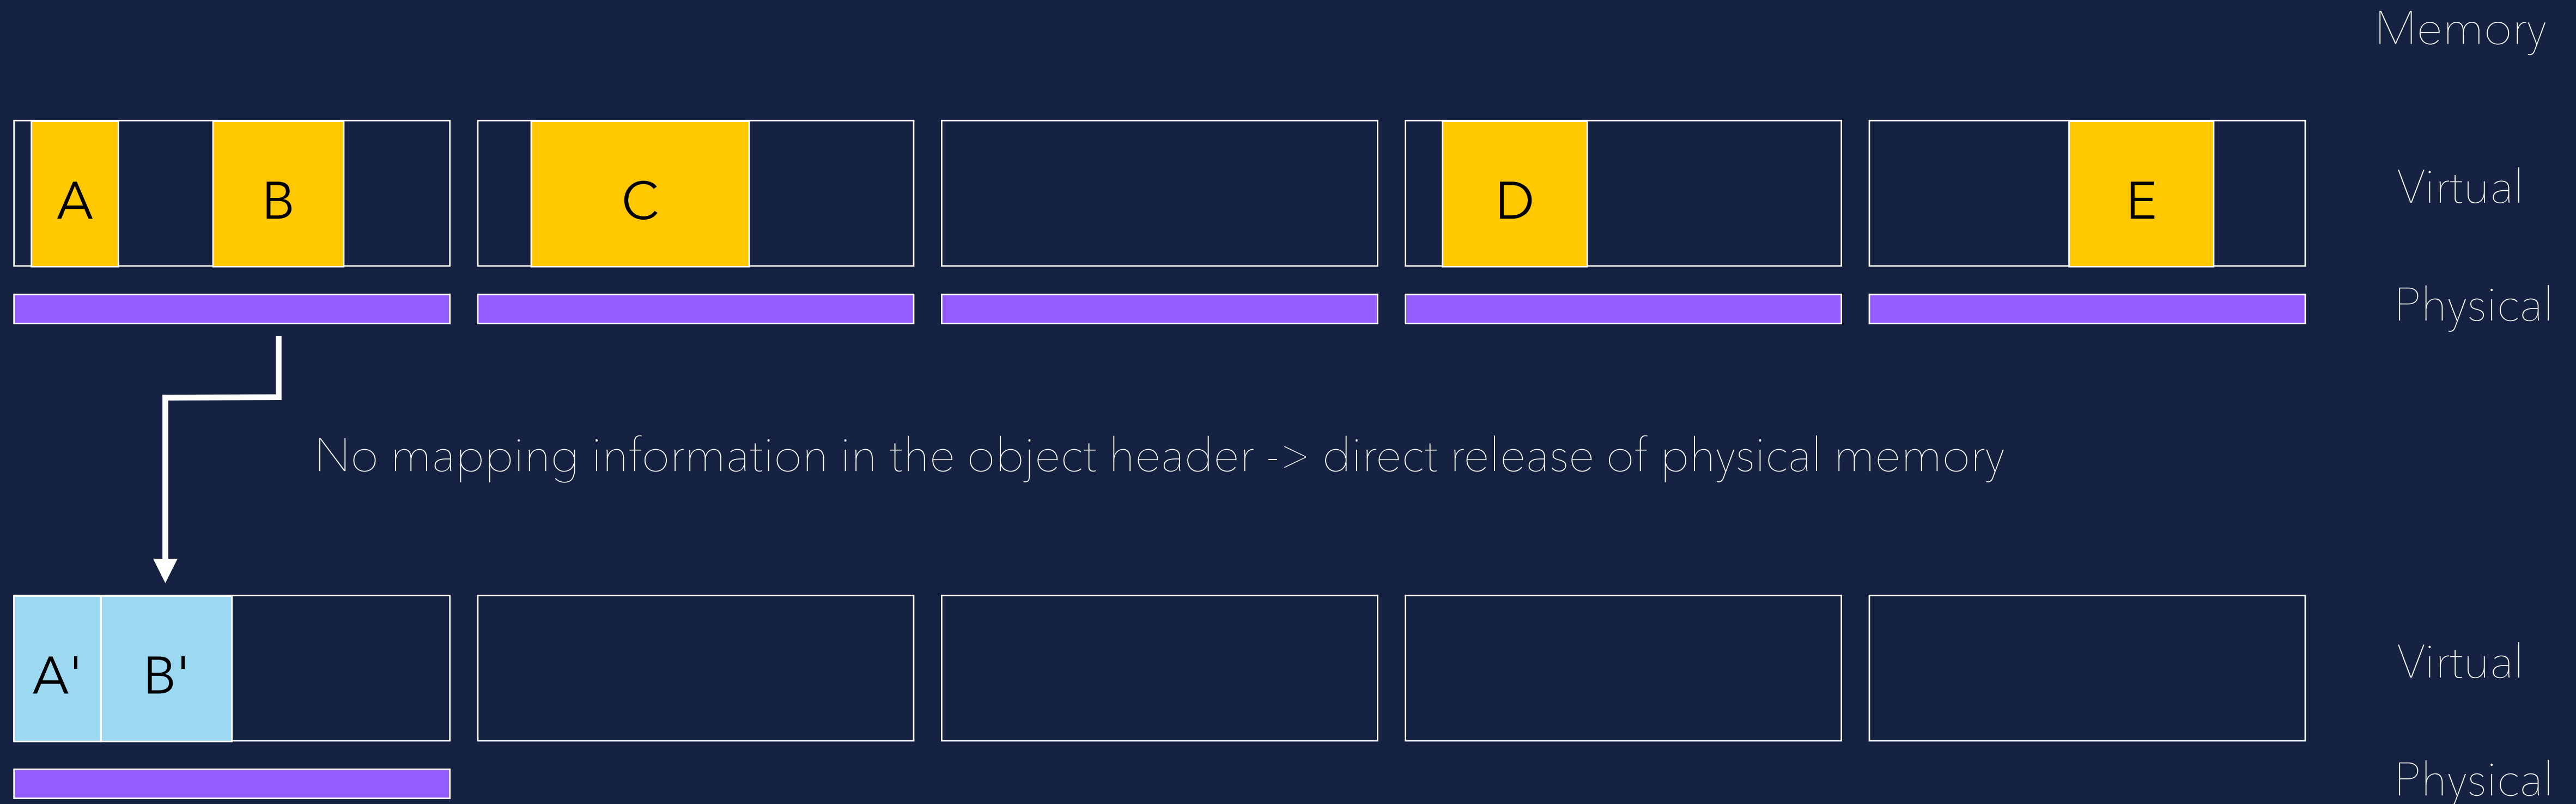 Memory
A B C D E Virtual
Physical
No mapping information in the object header -> direct release of physical memory
A' B' Virtual
Physical